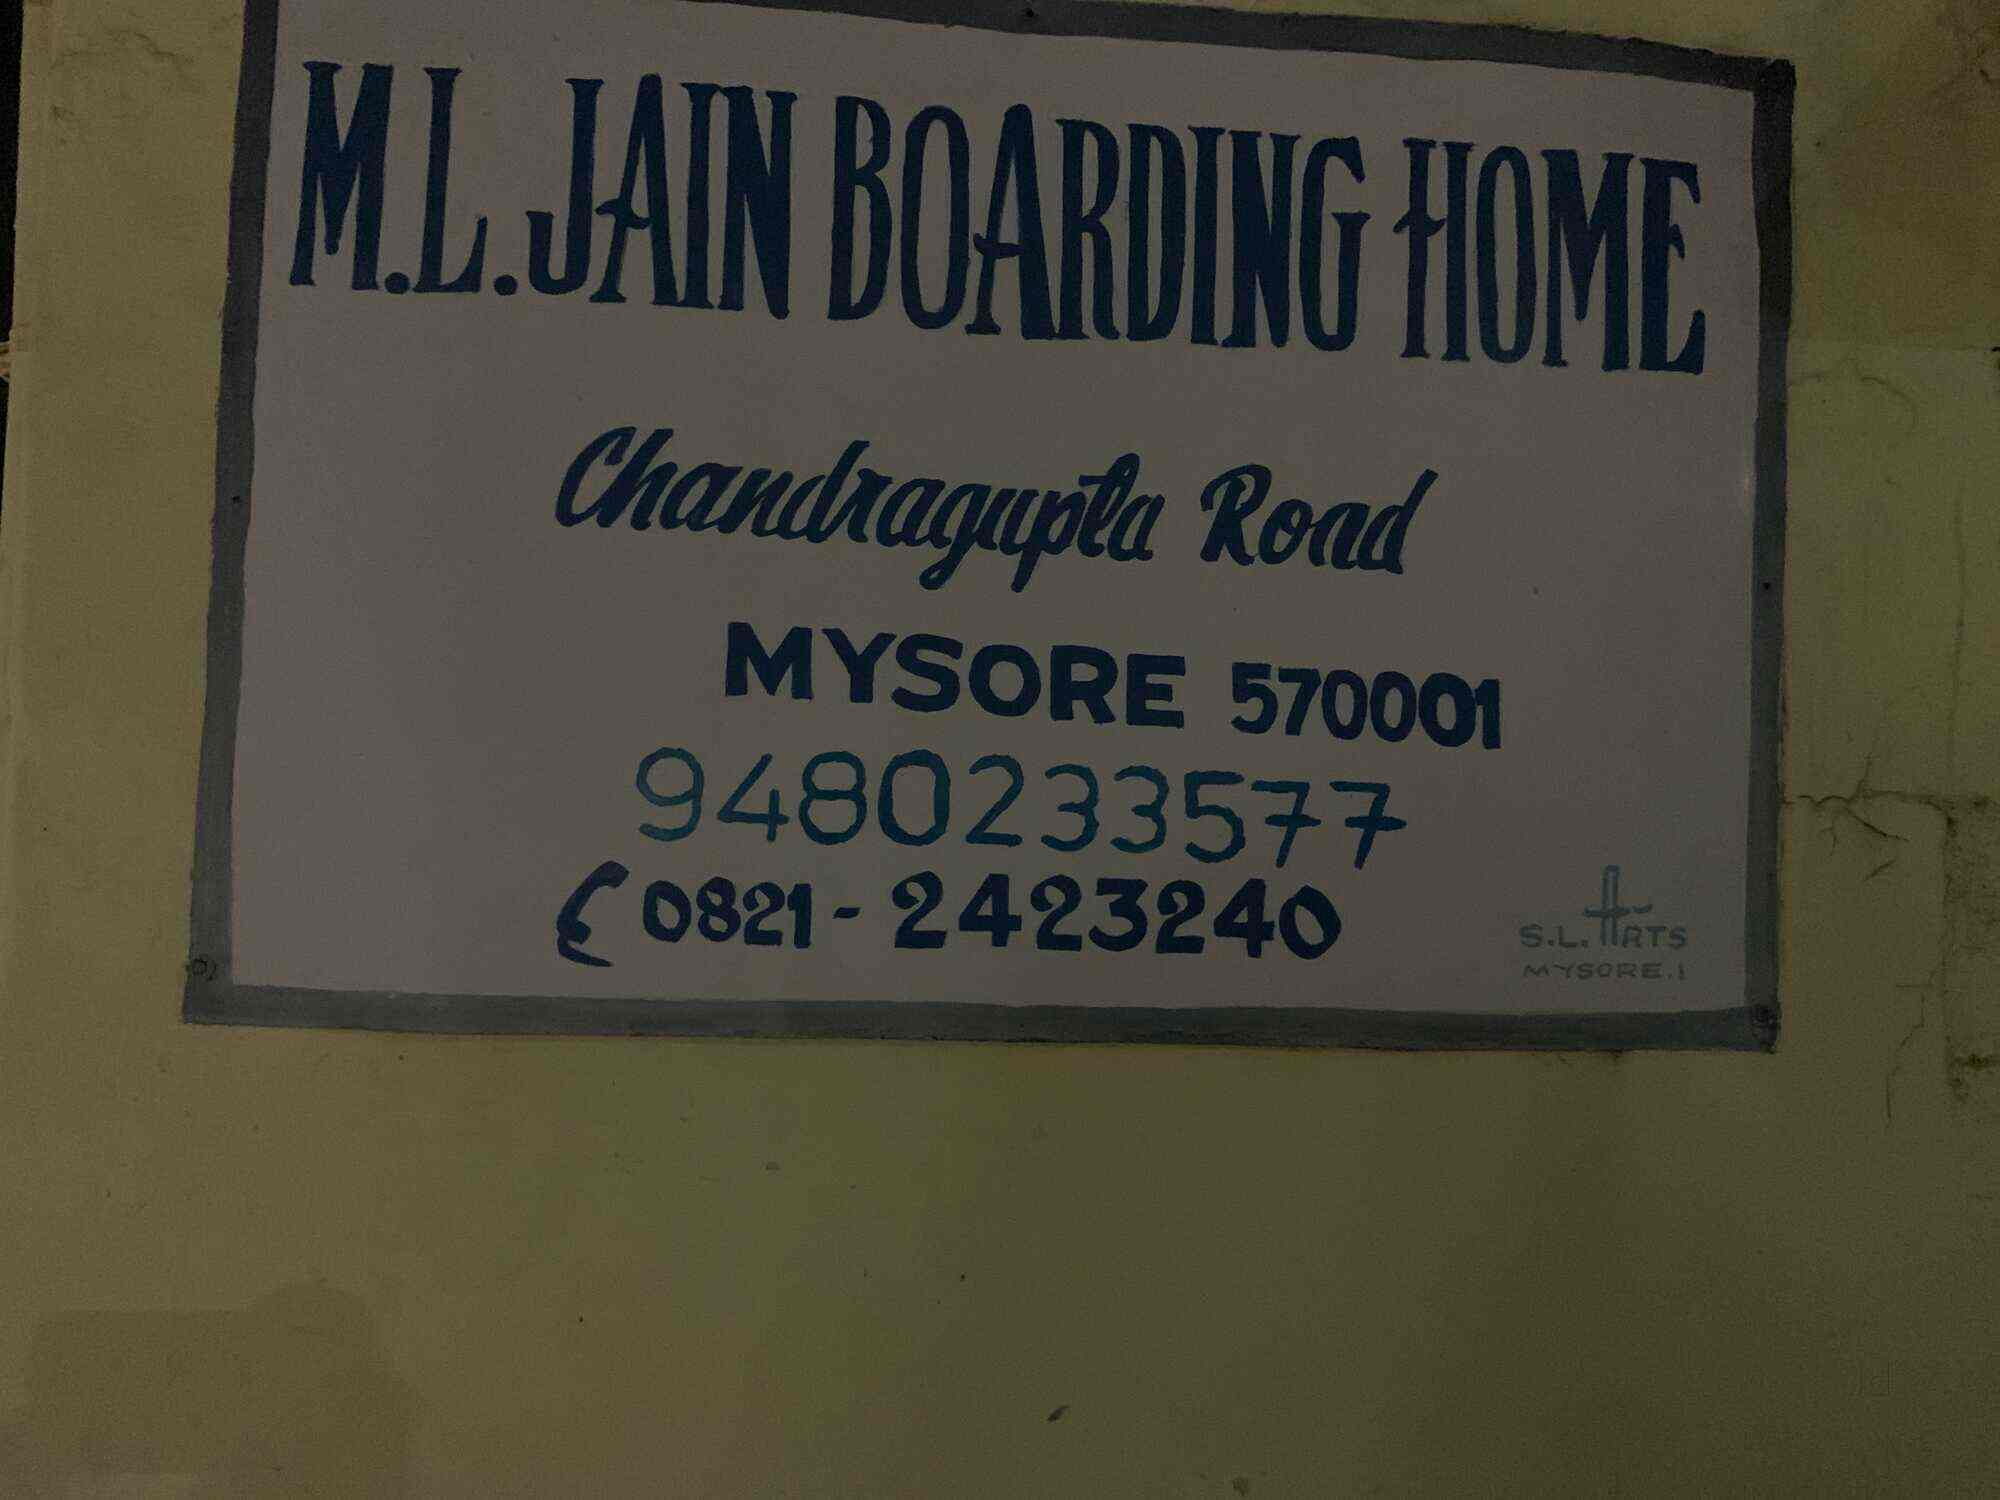 M.L. JAIN BOARDING HOME
Chandragupta Road
MYSORE 570001
9480233577
0821-2423240
S.L. ARTS
MYSORE.1